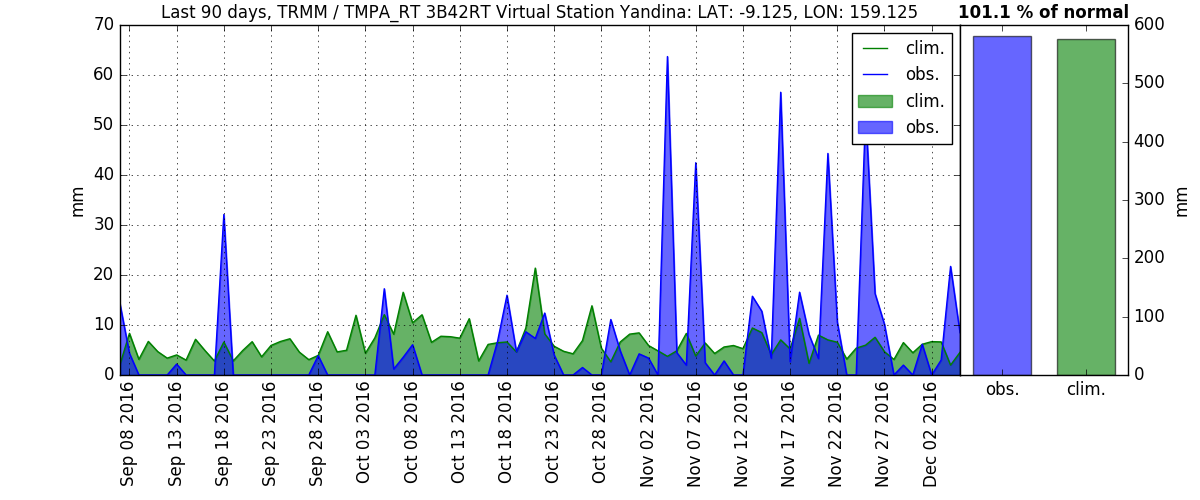 Last 90 days, TRMM / TMPA_RT 3B42RT Virtual Station Yandina: LAT: -9.125, LON: 159.125
101.1 % of normal
70
60
50
40
30
20
10
0
mm
clim.
obs.
clim.
obs.
600
500
400
300
200
100
0
mm
Sep 08 2016
Sep 13 2016
Sep 18 2016
Sep 23 2016
Sep 28 2016
Oct 03 2016
Oct 08 2016
Oct 13 2016
Oct 18 2016
Oct 23 2016
Oct 28 2016
Nov 02 2016
Nov 07 2016
Nov 12 2016
Nov 17 2016
Nov 22 2016
Nov 27 2016
Dec 02 2016
obs.
clim.